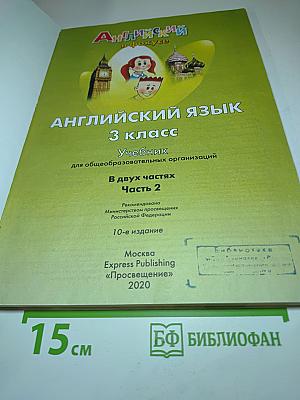 Английский
в фокусе
АНГЛИЙСКИЙ ЯЗЫК
3 класс
Учебник
для общеобразовательных организаций
В двух частях
Часть 2
Рекомендовано
Министерством просвещения
Российской Федерации
10-е издание
Москва
Express Publishing
«Просвещение»
2020
Библиотека
15 см
БФ БИБЛИОФАН